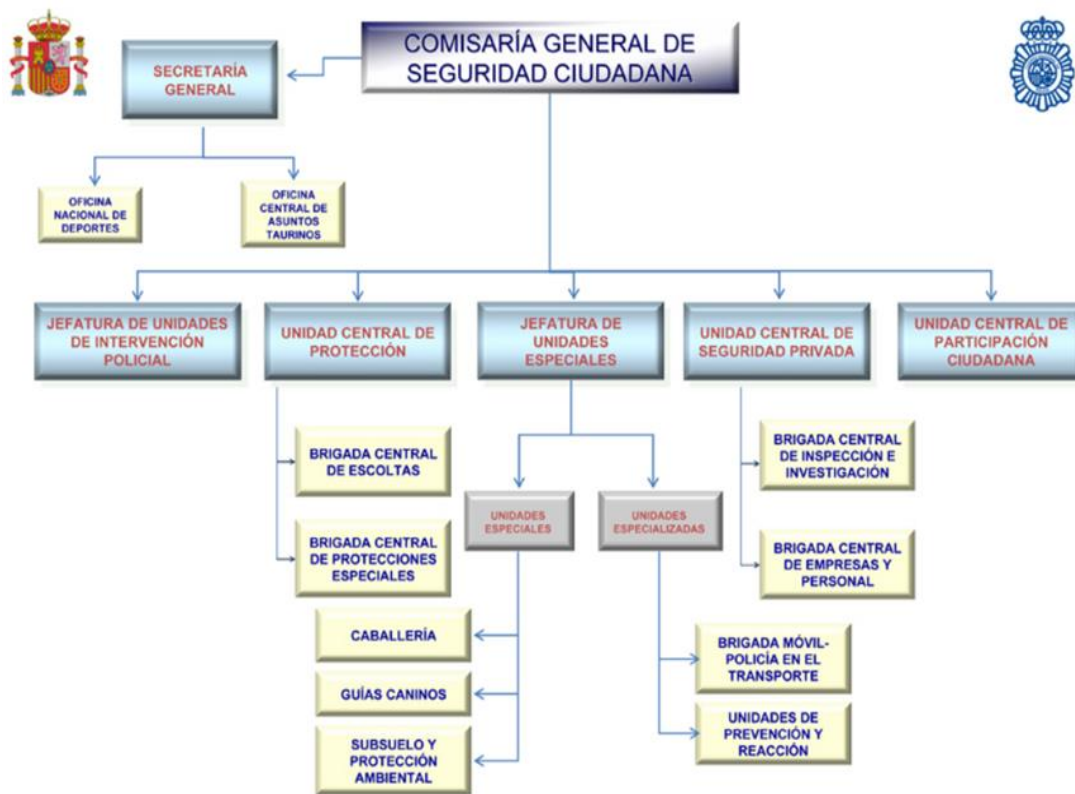 COMISARÍA GENERAL DE
SEGURIDAD CIUDADANA
SECRETARÍA
GENERAL
OFICINA
NACIONAL DE
DEPORTES
OFICINA
CENTRAL DE
ASUNTOS
TAURINOS
JEFATURA DE UNIDADES
DE INTERVENCIÓN
POLICIAL
UNIDAD CENTRAL DE
PROTECCIÓN
JEFATURA DE
UNIDADES
ESPECIALES
UNIDAD CENTRAL DE
SEGURIDAD PRIVADA
UNIDAD CENTRAL DE
PARTICIPACIÓN
CIUDADANA
BRIGADA CENTRAL
DE ESCOLTAS
BRIGADA CENTRAL
DE PROTECCIONES
ESPECIALES
UNIDADES
ESPECIALES
UNIDADES
ESPECIALIZADAS
BRIGADA CENTRAL
DE INSPECCIÓN E
INVESTIGACIÓN
BRIGADA CENTRAL
DE EMPRESAS Y
PERSONAL
CABALLERÍA
GUÍAS CANINOS
SUBSUELO Y
PROTECCIÓN
AMBIENTAL
BRIGADA MÓVIL-
POLICÍA EN EL
TRANSPORTE
UNIDADES DE
PREVENCIÓN Y
REACCIÓN